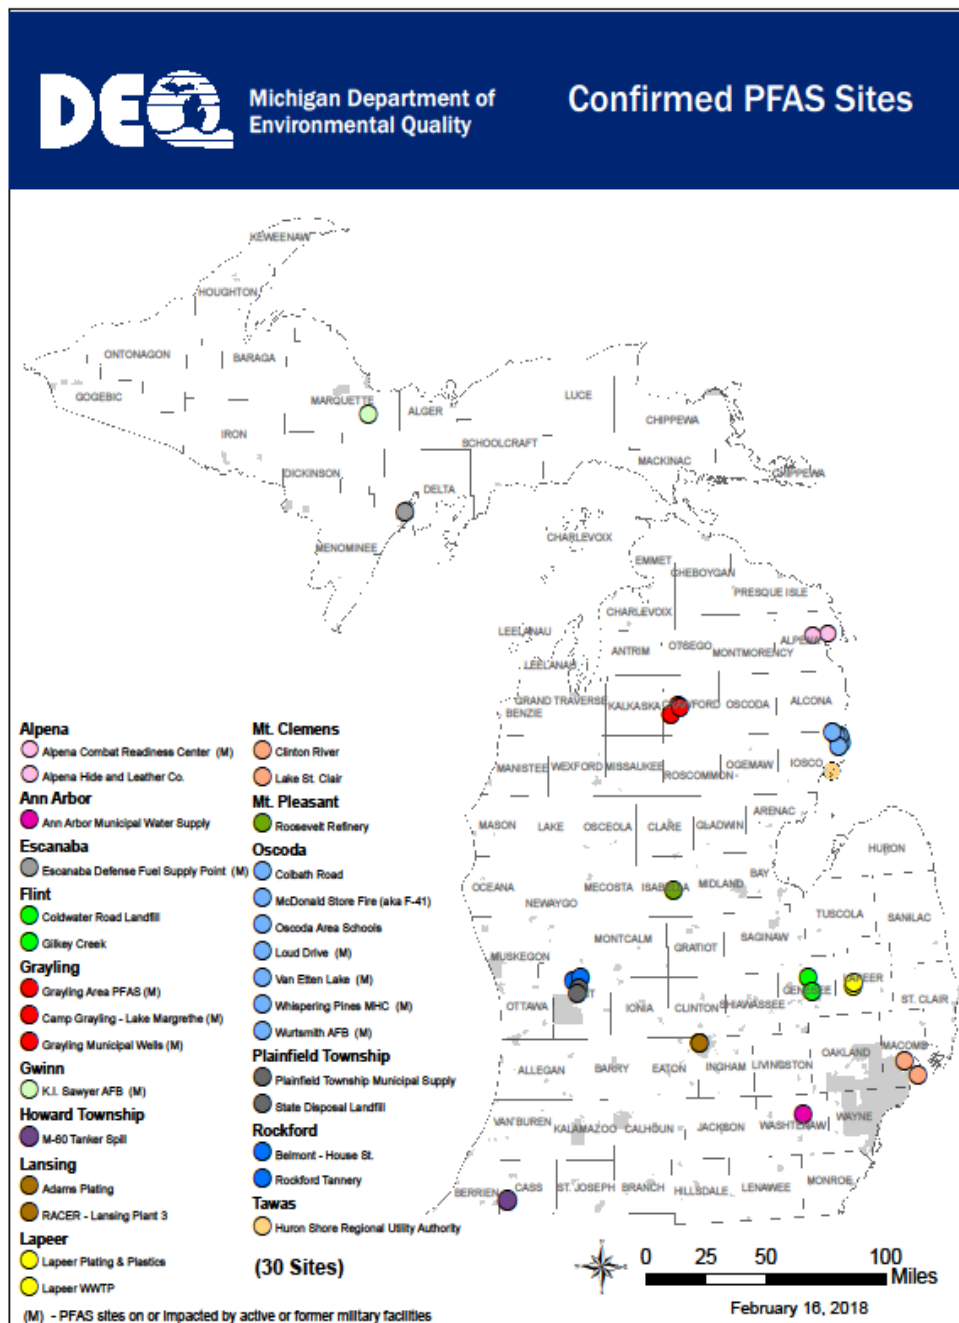 DEQ
Michigan Department of
Environmental Quality
Confirmed PFAS Sites
KEWEENAW
HOUGHTON
ONTONAGON
BARAGA
GOGEBIC
MARQUETTE
ALGER
LUCE
CHIPPEWA
IRON
SCHOOLCRAFT
MACKINAC
CHIPPEWA
DICKINSON
DELTA
MENOMINEE
CHARLEVOIX
EMMET
CHEBOYGAN
PRESQUE ISLE
CHARLEVOIX
LEELANAU
ANTRIM
OTSEGO
MONTMORENCY
ALPENA
LEELANAU
GRAND TRAVERSE
BENZIE
KALKASKA
CRAWFORD
OSCODA
ALCONA
MANISTEE
WEXFORD
MISSAUKEE
ROSCOMMON
OGEMAW
IOSCO
MASON
LAKE
OSCEOLA
CLARE
GLADWIN
ARENAC
HURON
OCEANA
NEWAYGO
MECOSTA
ISABELLA
MIDLAND
BAY
TUSCOLA
SANILAC
MUSKEGON
MONTCALM
GRATIOT
SAGINAW
OTTAWA
IONIA
CLINTON
SHIAWASSEE
GENESEE
LAPEER
ST. CLAIR
ALLEGAN
BARRY
EATON
INGHAM
LIVINGSTON
OAKLAND
MACOMB
VAN BUREN
KALAMAZOO
CALHOUN
JACKSON
WASHTENAW
WAYNE
BERRIEN
CASS
ST. JOSEPH
BRANCH
HILLSDALE
LENAWEE
MONROE
Alpena
Alpena Combat Readiness Center (M)
Alpena Hide and Leather Co.
Ann Arbor
Ann Arbor Municipal Water Supply
Escanaba
Escanaba Defense Fuel Supply Point (M)
Flint
Coldwater Road Landfill
Gilkey Creek
Grayling
Grayling Area PFAS (M)
Camp Grayling - Lake Margrethe (M)
Grayling Municipal Wells (M)
Gwinn
K.I. Sawyer AFB (M)
Howard Township
M-60 Tanker Spill
Lansing
Adams Plating
RACER - Lansing Plant 3
Lapeer
Lapeer Plating & Plastics
Lapeer WWTP
Mt. Clemens
Clinton River
Lake St. Clair
Mt. Pleasant
Roosevelt Refinery
Oscoda
Colbath Road
McDonald Store Fire (aka F-41)
Oscoda Area Schools
Loud Drive (M)
Van Etten Lake (M)
Whispering Pines MHC (M)
Wurtsmith AFB (M)
Plainfield Township
Plainfield Township Municipal Supply
State Disposal Landfill
Rockford
Belmont - House St.
Rockford Tannery
Tawas
Huron Shore Regional Utility Authority
(30 Sites)
(M) - PFAS sites on or impacted by active or former military facilities
0 25 50 100
Miles
February 16, 2018